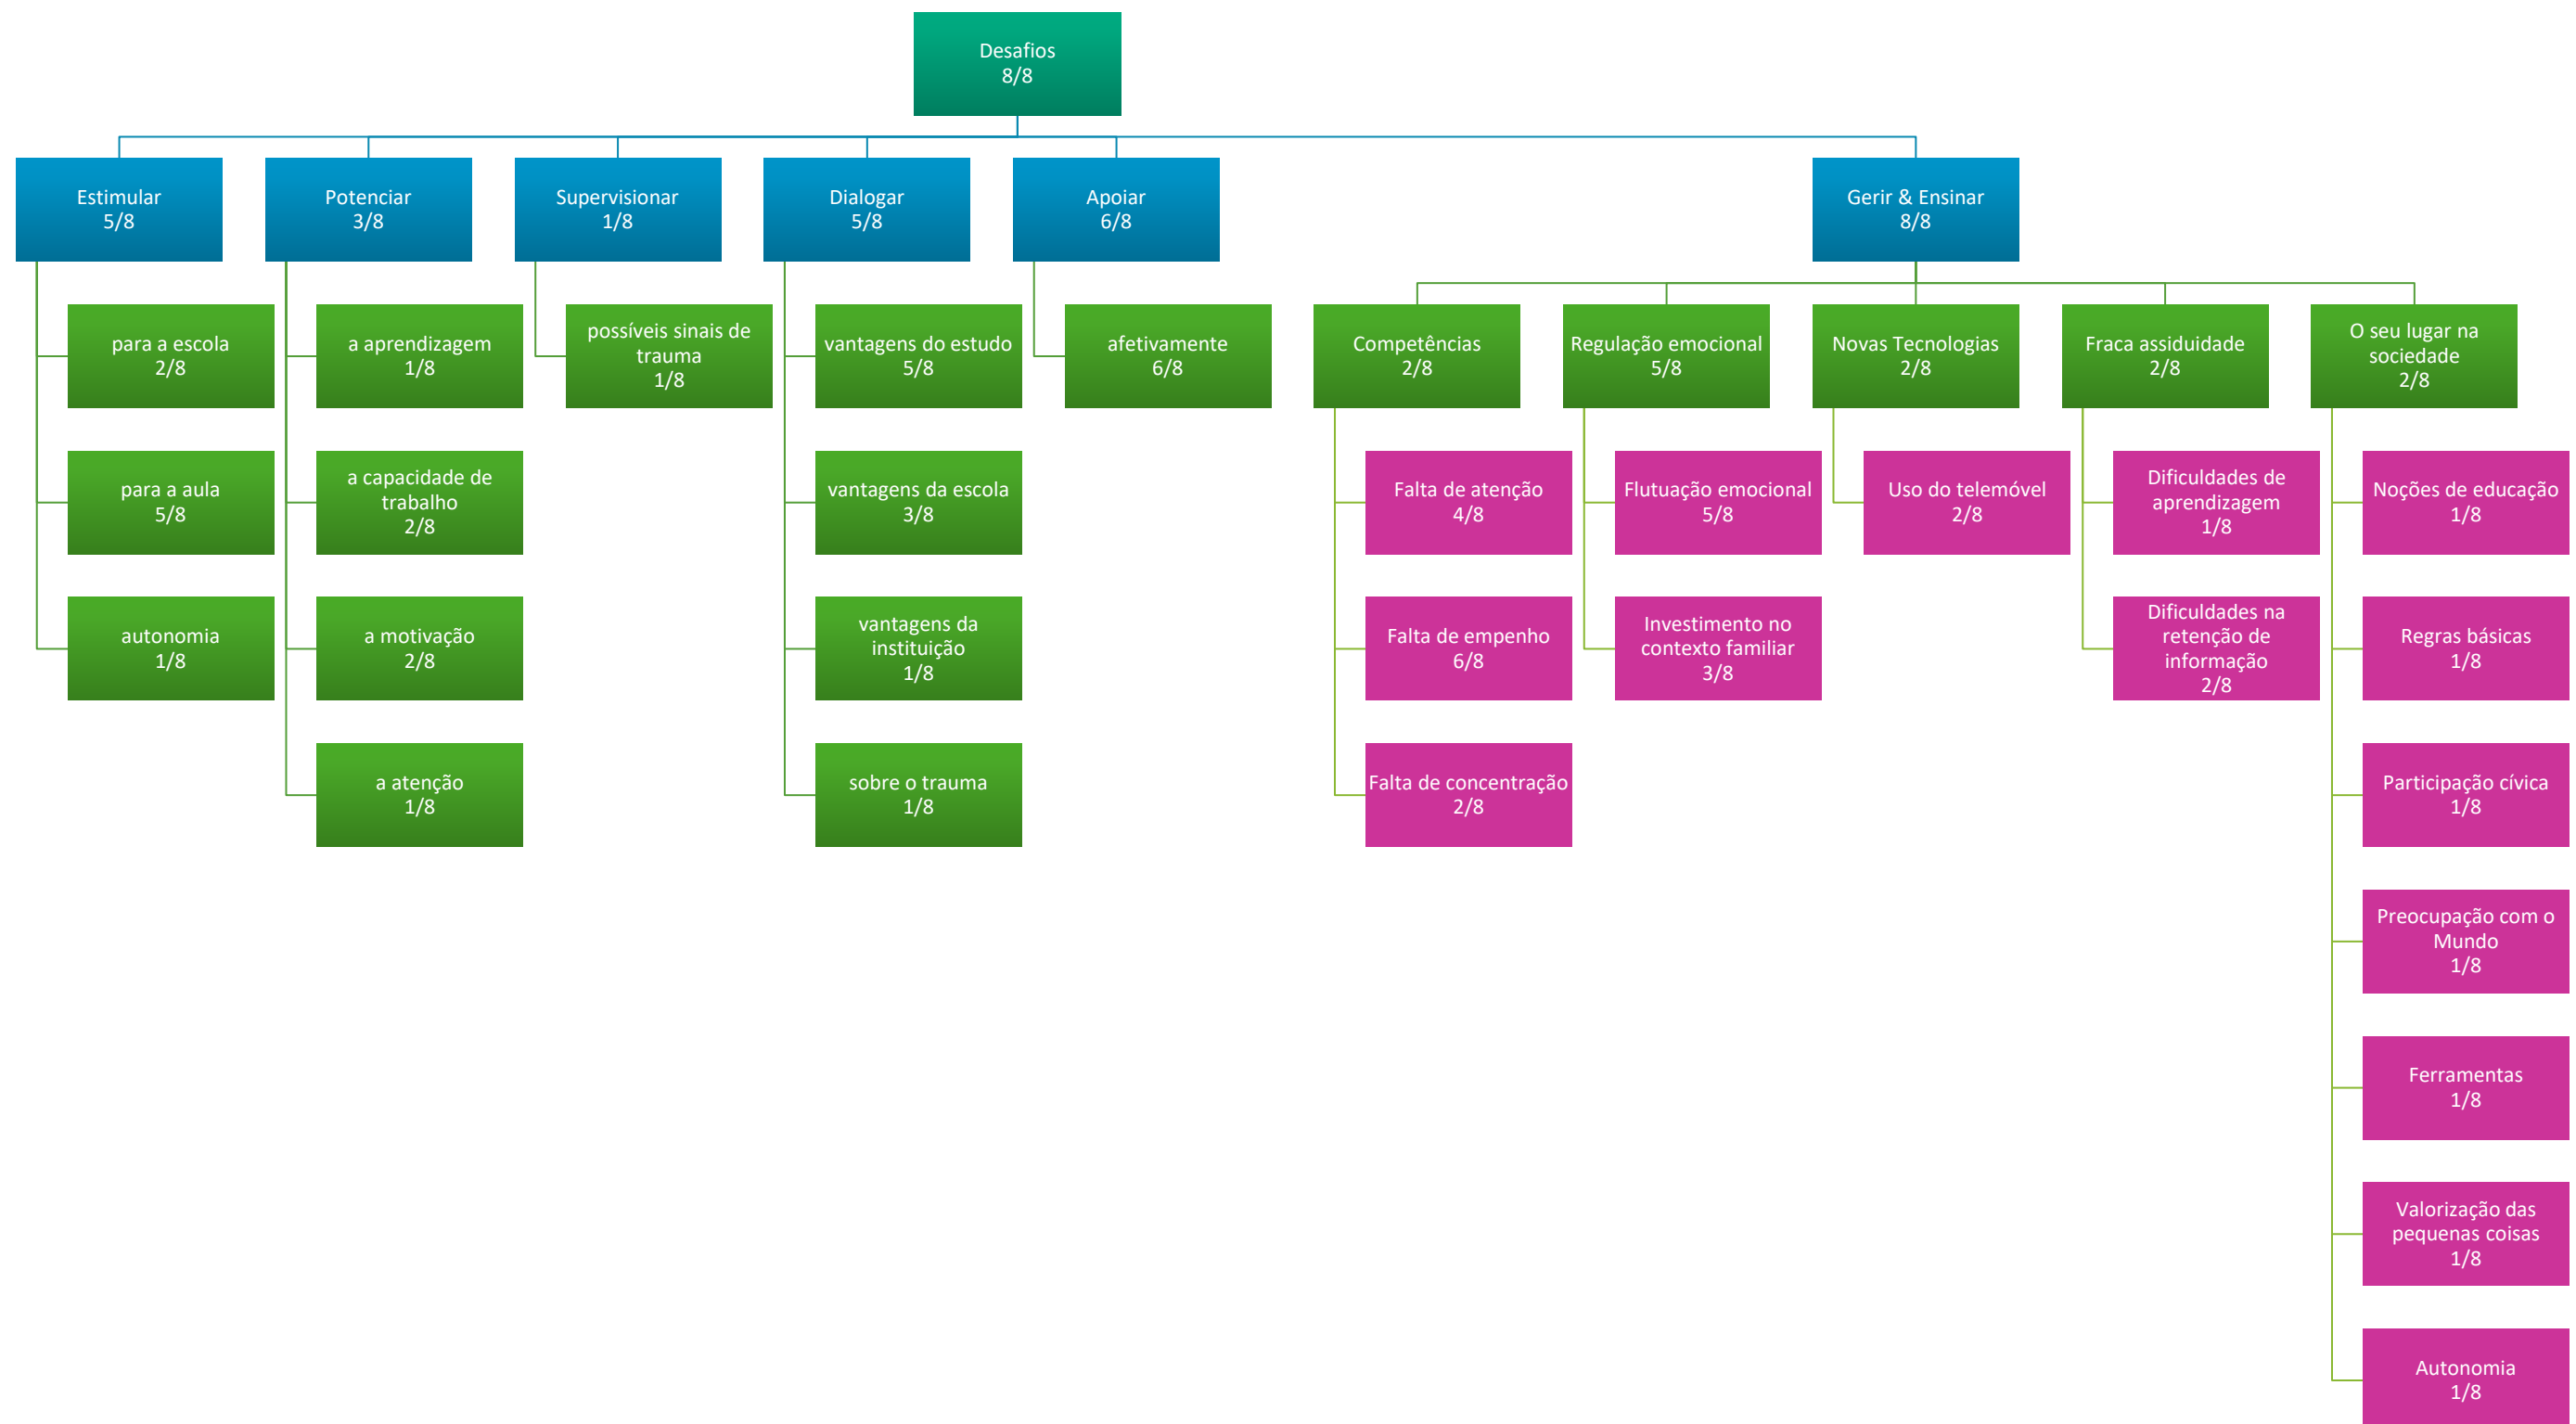 Desafios
8/8
Estimular
5/8
Potenciar
3/8
Supervisionar
1/8
Dialogar
5/8
Apoiar
6/8
Gerir & Ensinar
8/8
para a escola
2/8
para a aula
5/8
autonomia
1/8
a aprendizagem
1/8
a capacidade de
trabalho
2/8
a motivação
2/8
a atenção
1/8
possíveis sinais de
trauma
1/8
vantagens do estudo
5/8
vantagens da escola
3/8
vantagens da
instituição
1/8
sobre o trauma
1/8
afetivamente
6/8
Competências
2/8
Falta de atenção
4/8
Falta de empenho
6/8
Falta de concentração
2/8
Regulação emocional
5/8
Flutuação emocional
5/8
Investimento no
contexto familiar
3/8
Novas Tecnologias
2/8
Uso do telemóvel
2/8
Fraca assiduidade
2/8
Dificuldades de
aprendizagem
1/8
Dificuldades na
retenção de
informação
2/8
O seu lugar na
sociedade
2/8
Noções de educação
1/8
Regras básicas
1/8
Participação cívica
1/8
Preocupação com o
Mundo
1/8
Ferramentas
1/8
Valorização das
pequenas coisas
1/8
Autonomia
1/8